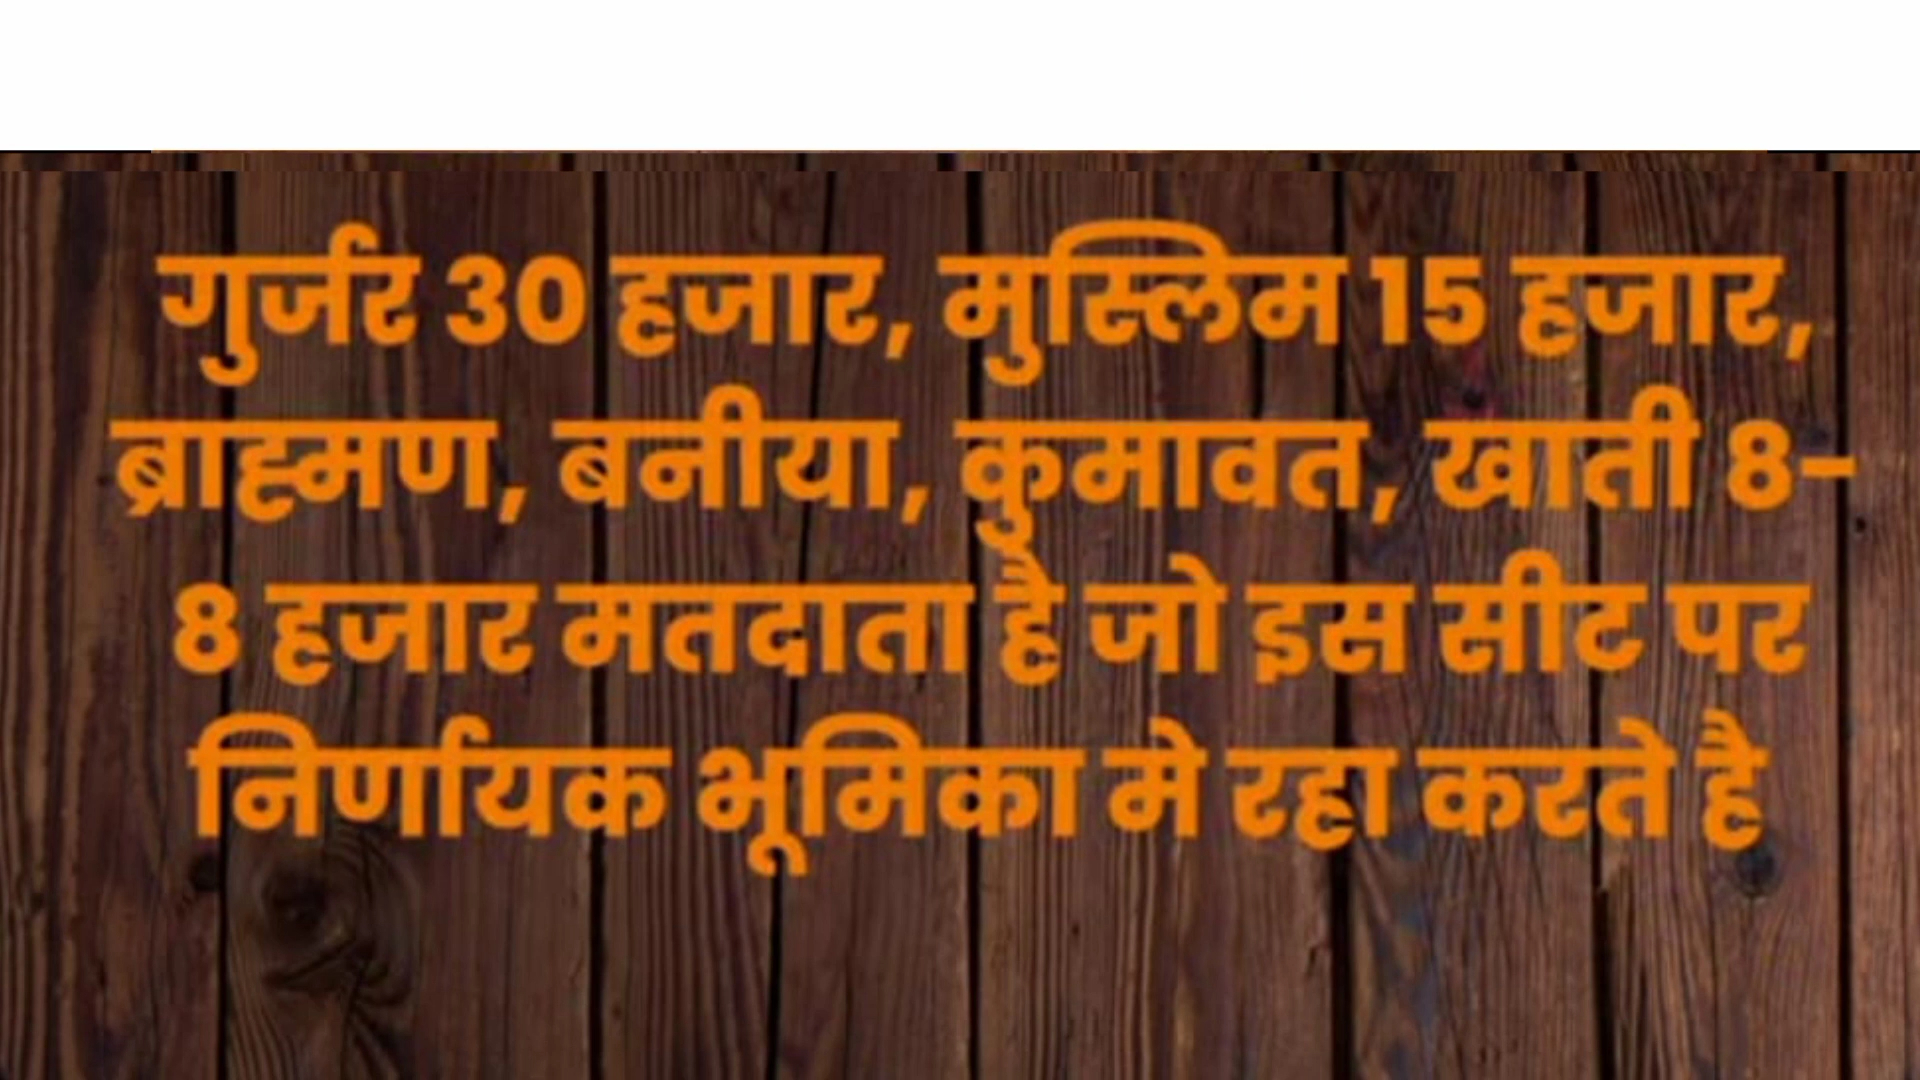 गुर्जर 30 हजार, मुस्लिम 15 हजार,
ब्राह्मण, बनीया, कुमावत, खाती 8-
8 हजार मतदाता है जो इस सीट पर
निर्णायक भूमिका मे रहा करते है